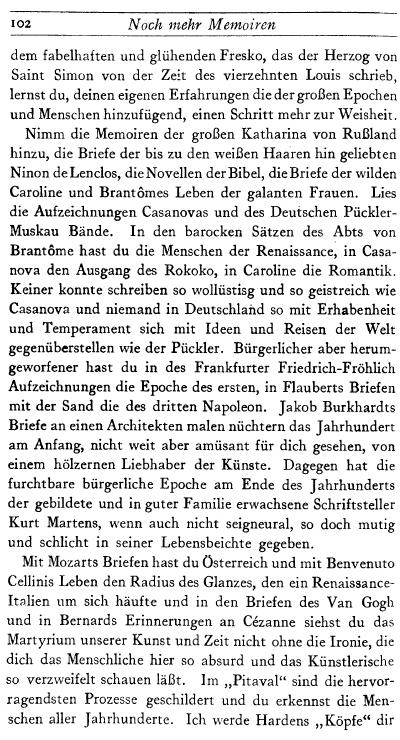 102 Noch mehr Memoiren
dem fabelhaften und glühenden Fresko, das der Herzog von
Saint Simon von der Zeit des vierzehnten Louis schrieb,
lernst du, deinen eigenen Erfahrungen die der großen Epochen
und Menschen hinzufügend, einen Schritt mehr zur Weisheit.
Nimm die Memoiren der großen Katharina von Rußland
hinzu, die Briefe der bis zu den weißen Haaren hin geliebten
Ninon de Lenclos, die Novellen der Bibel, die Briefe der wilden
Caroline und Brantômes Leben der galanten Frauen. Lies
die Aufzeichnungen Casanovas und des Deutschen Pückler-
Muskau Bände. In den barocken Sätzen des Abts von
Brantôme hast du die Menschen der Renaissance, in Casa-
nova den Ausgang des Rokoko, in Caroline die Romantik.
Keiner konnte schreiben so wollüstig und so geistreich wie
Casanova und niemand in Deutschland so mit Erhabenheit
und Temperament sich mit Ideen und Reisen der Welt
gegenüberstellen wie der Pückler. Bürgerlicher aber herum-
geworfener hast du in des Frankfurter Friedrich-Fröhlich
Aufzeichnungen die Epoche des ersten, in Flauberts Briefen
mit der Sand die des dritten Napoleon. Jakob Burkhardts
Briefe an einen Architekten malen nüchtern das Jahrhundert
am Anfang, nicht weit aber amüsant für dich gesehen, von
einem hölzernen Liebhaber der Künste. Dagegen hat die
furchtbare bürgerliche Epoche am Ende des Jahrhunderts
der gebildete und in guter Familie erwachsene Schriftsteller
Kurt Martens, wenn auch nicht seigneural, so doch mutig
und schlicht in seiner Lebensbeichte gegeben.
Mit Mozarts Briefen hast du Österreich und mit Benvenuto
Cellinis Leben den Radius des Glanzes, den ein Renaissance-
Italien um sich häufte und in den Briefen des Van Gogh
und in Bernards Erinnerungen an Cézanne siehst du das
Martyrium unserer Kunst und Zeit nicht ohne die Ironie, die
dich das Menschliche hier so absurd und das Künstlerische
so verzweifelt schauen läßt. Im „Pitaval“ sind die hervor-
ragendsten Prozesse geschildert und du erkennst die Men-
schen aller Jahrhunderte. Ich werde Hardens „Köpfe“ dir